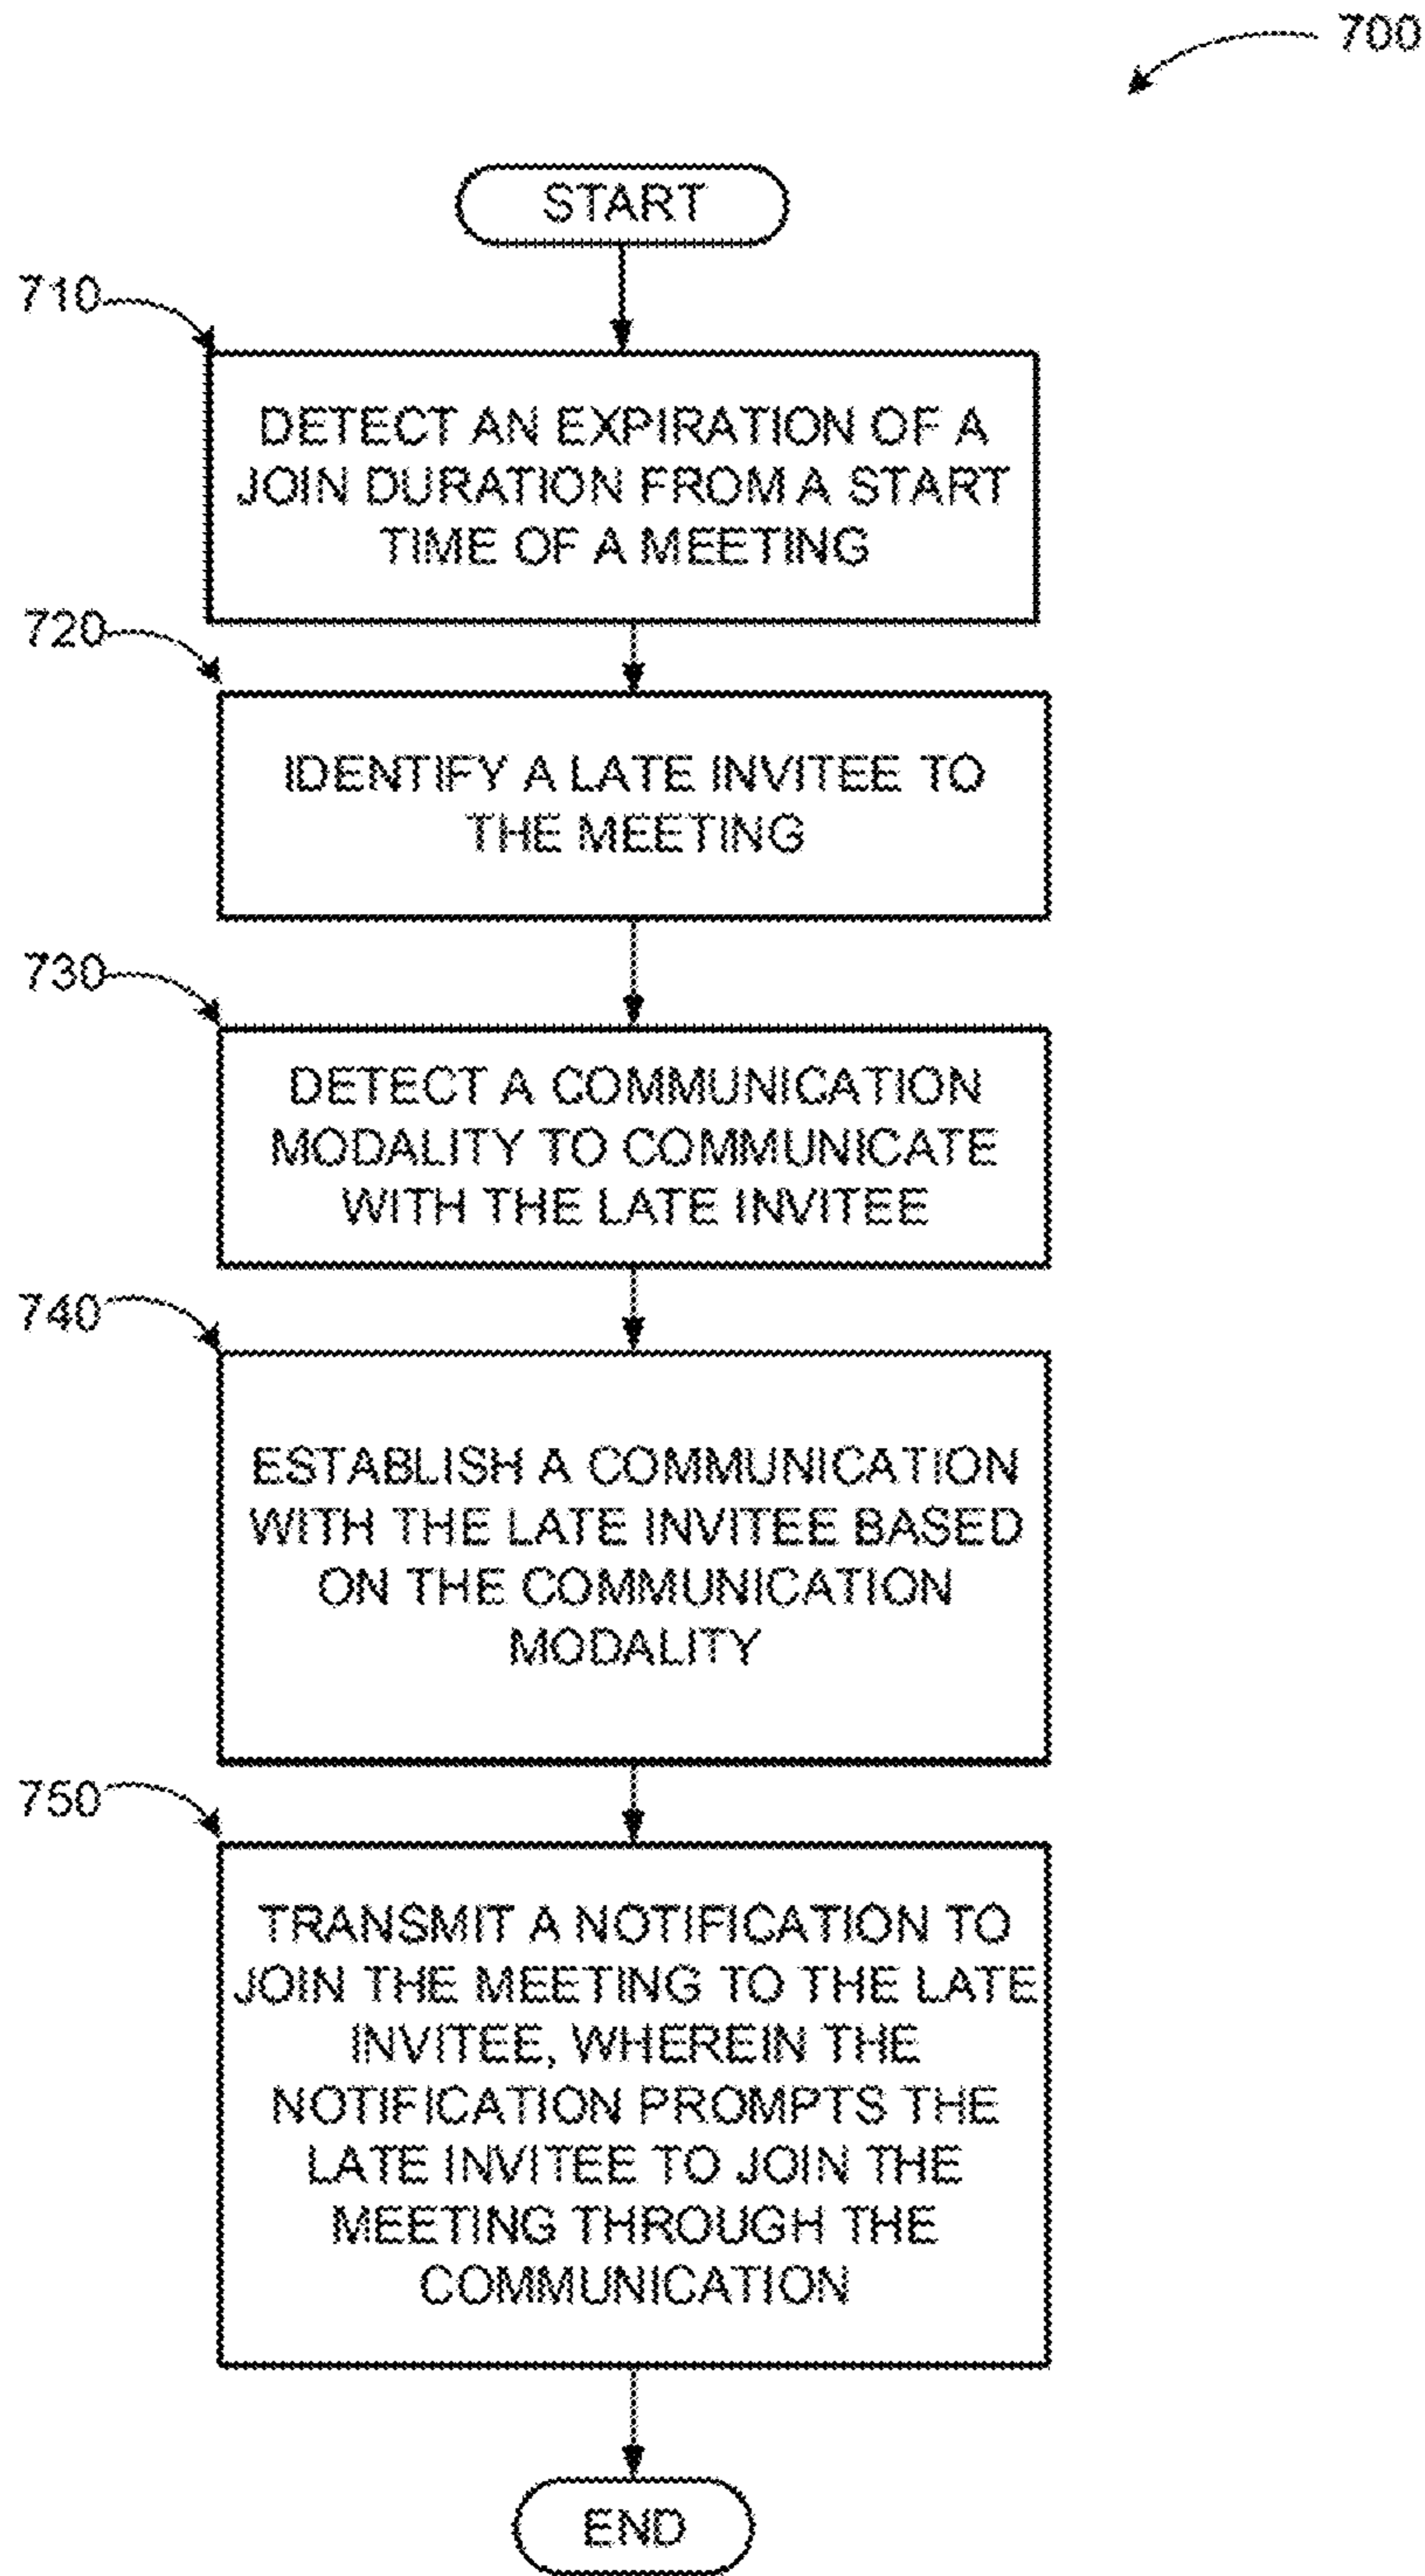 700
START
710
DETECT AN EXPIRATION OF A
JOIN DURATION FROM A START
TIME OF A MEETING
720
IDENTIFY A LATE INVITEE TO
THE MEETING
730
DETECT A COMMUNICATION
MODALITY TO COMMUNICATE
WITH THE LATE INVITEE
740
ESTABLISH A COMMUNICATION
WITH THE LATE INVITEE BASED
ON THE COMMUNICATION
MODALITY
750
TRANSMIT A NOTIFICATION TO
JOIN THE MEETING TO THE LATE
INVITEE, WHEREIN THE
NOTIFICATION PROMPTS THE
LATE INVITEE TO JOIN THE
MEETING THROUGH THE
COMMUNICATION
END